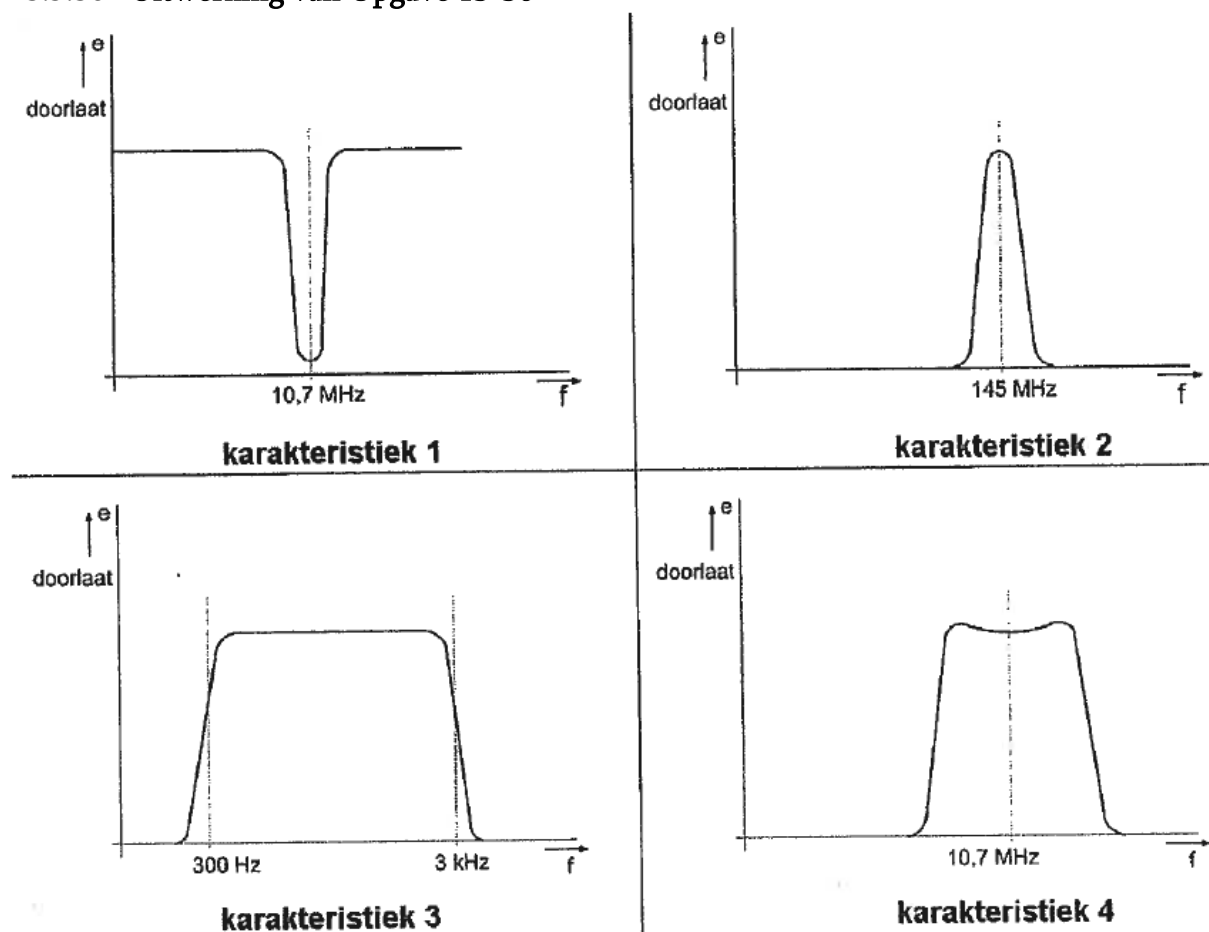 e
doorlaat
10,7 MHz
f
karakteristiek 1
e
doorlaat
145 MHz
f
karakteristiek 2
e
doorlaat
300 Hz
3 kHz
f
karakteristiek 3
e
doorlaat
10,7 MHz
f
karakteristiek 4